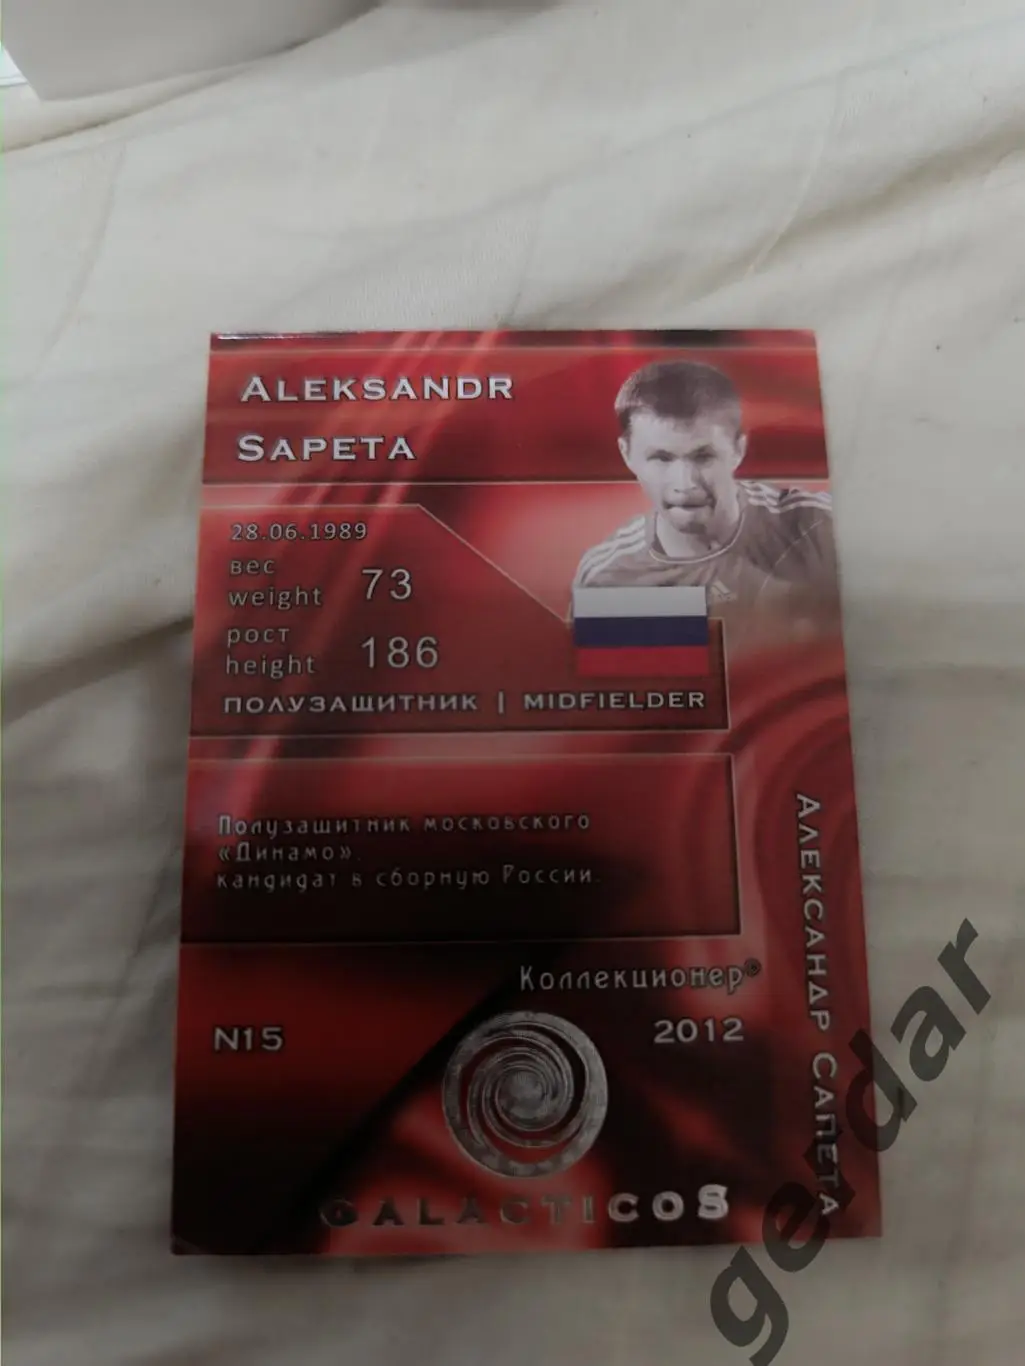 ALEKSANDR
SAPETA
28.06.1989
вес
weight 73
рост
height 186
ПОЛУЗАЩИТНИК | MIDFIELDER
Полузащитник московского
«Динамо»,
кандидат в сборную России.
Коллекционер©
N15
2012
GALACTICOS
АЛЕКСАНДР САПЕТА
gerdar